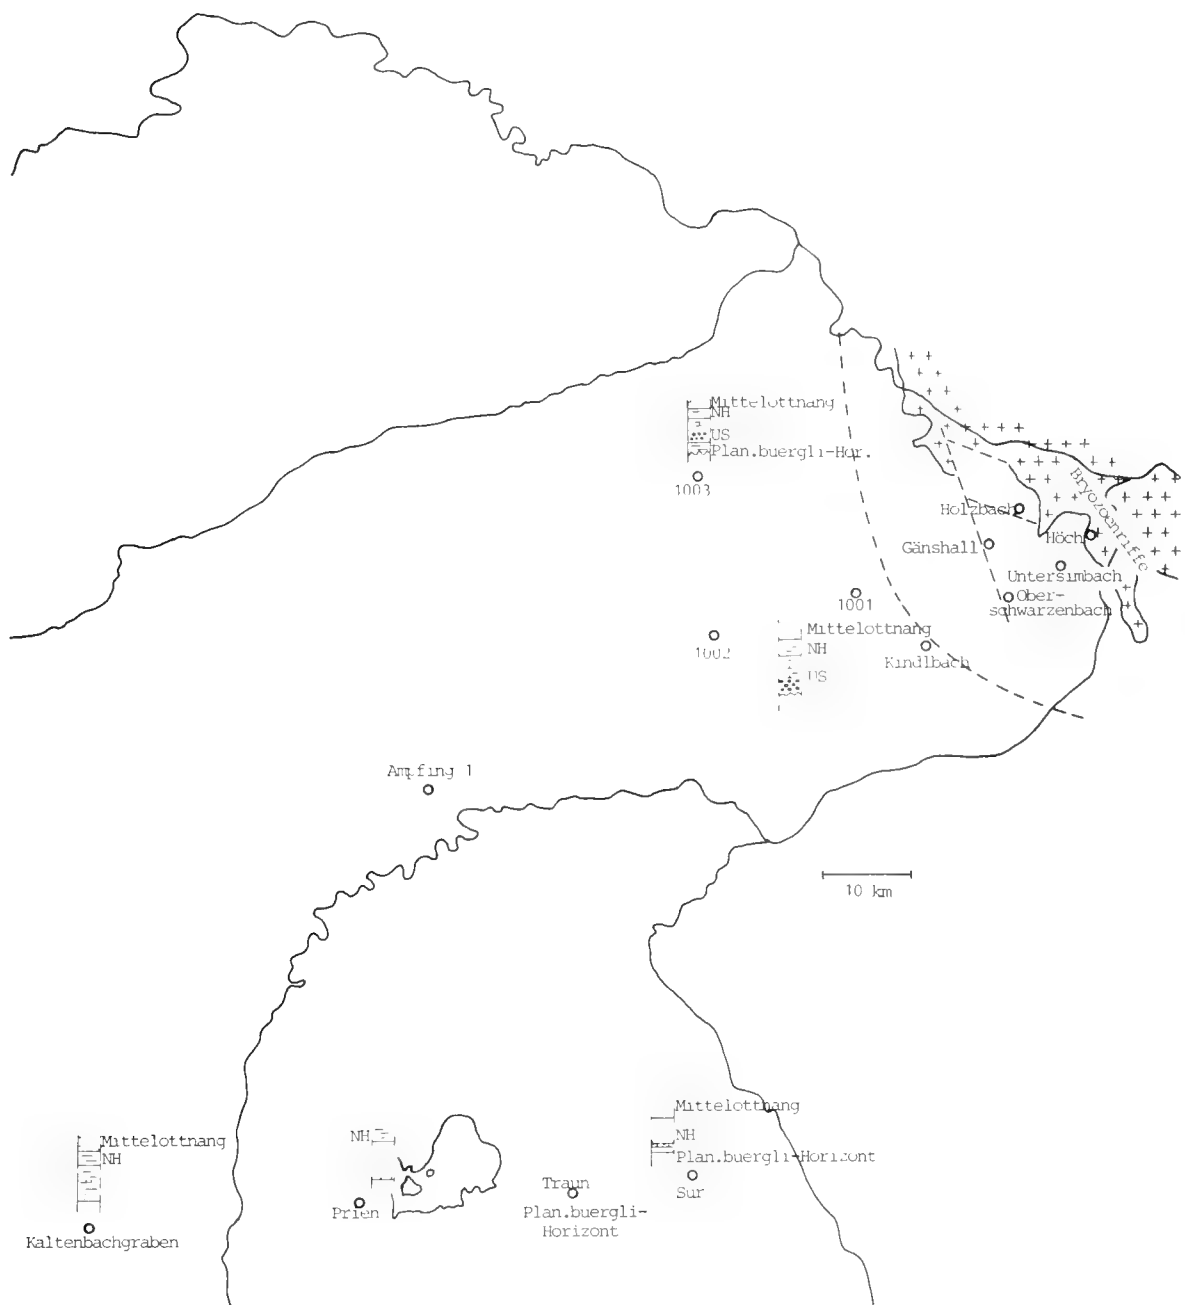 Mittelottnang
NH
US
Plan.buergli-Hor.
1003
Bryozoenriffe
Holzbach
Höch
Gänshall
Untersimbach
Ober-
schwarzenbach
1001
1002
Mittelottnang
NH
US
Kindlbach
Ampfing 1
10 km
Mittelottnang
NH
Plan.buergli-Horizont
Sur
Mittelottnang
NH
Kaltenbachgraben
NH
Prien
Traun
Plan.buergli-
Horizont